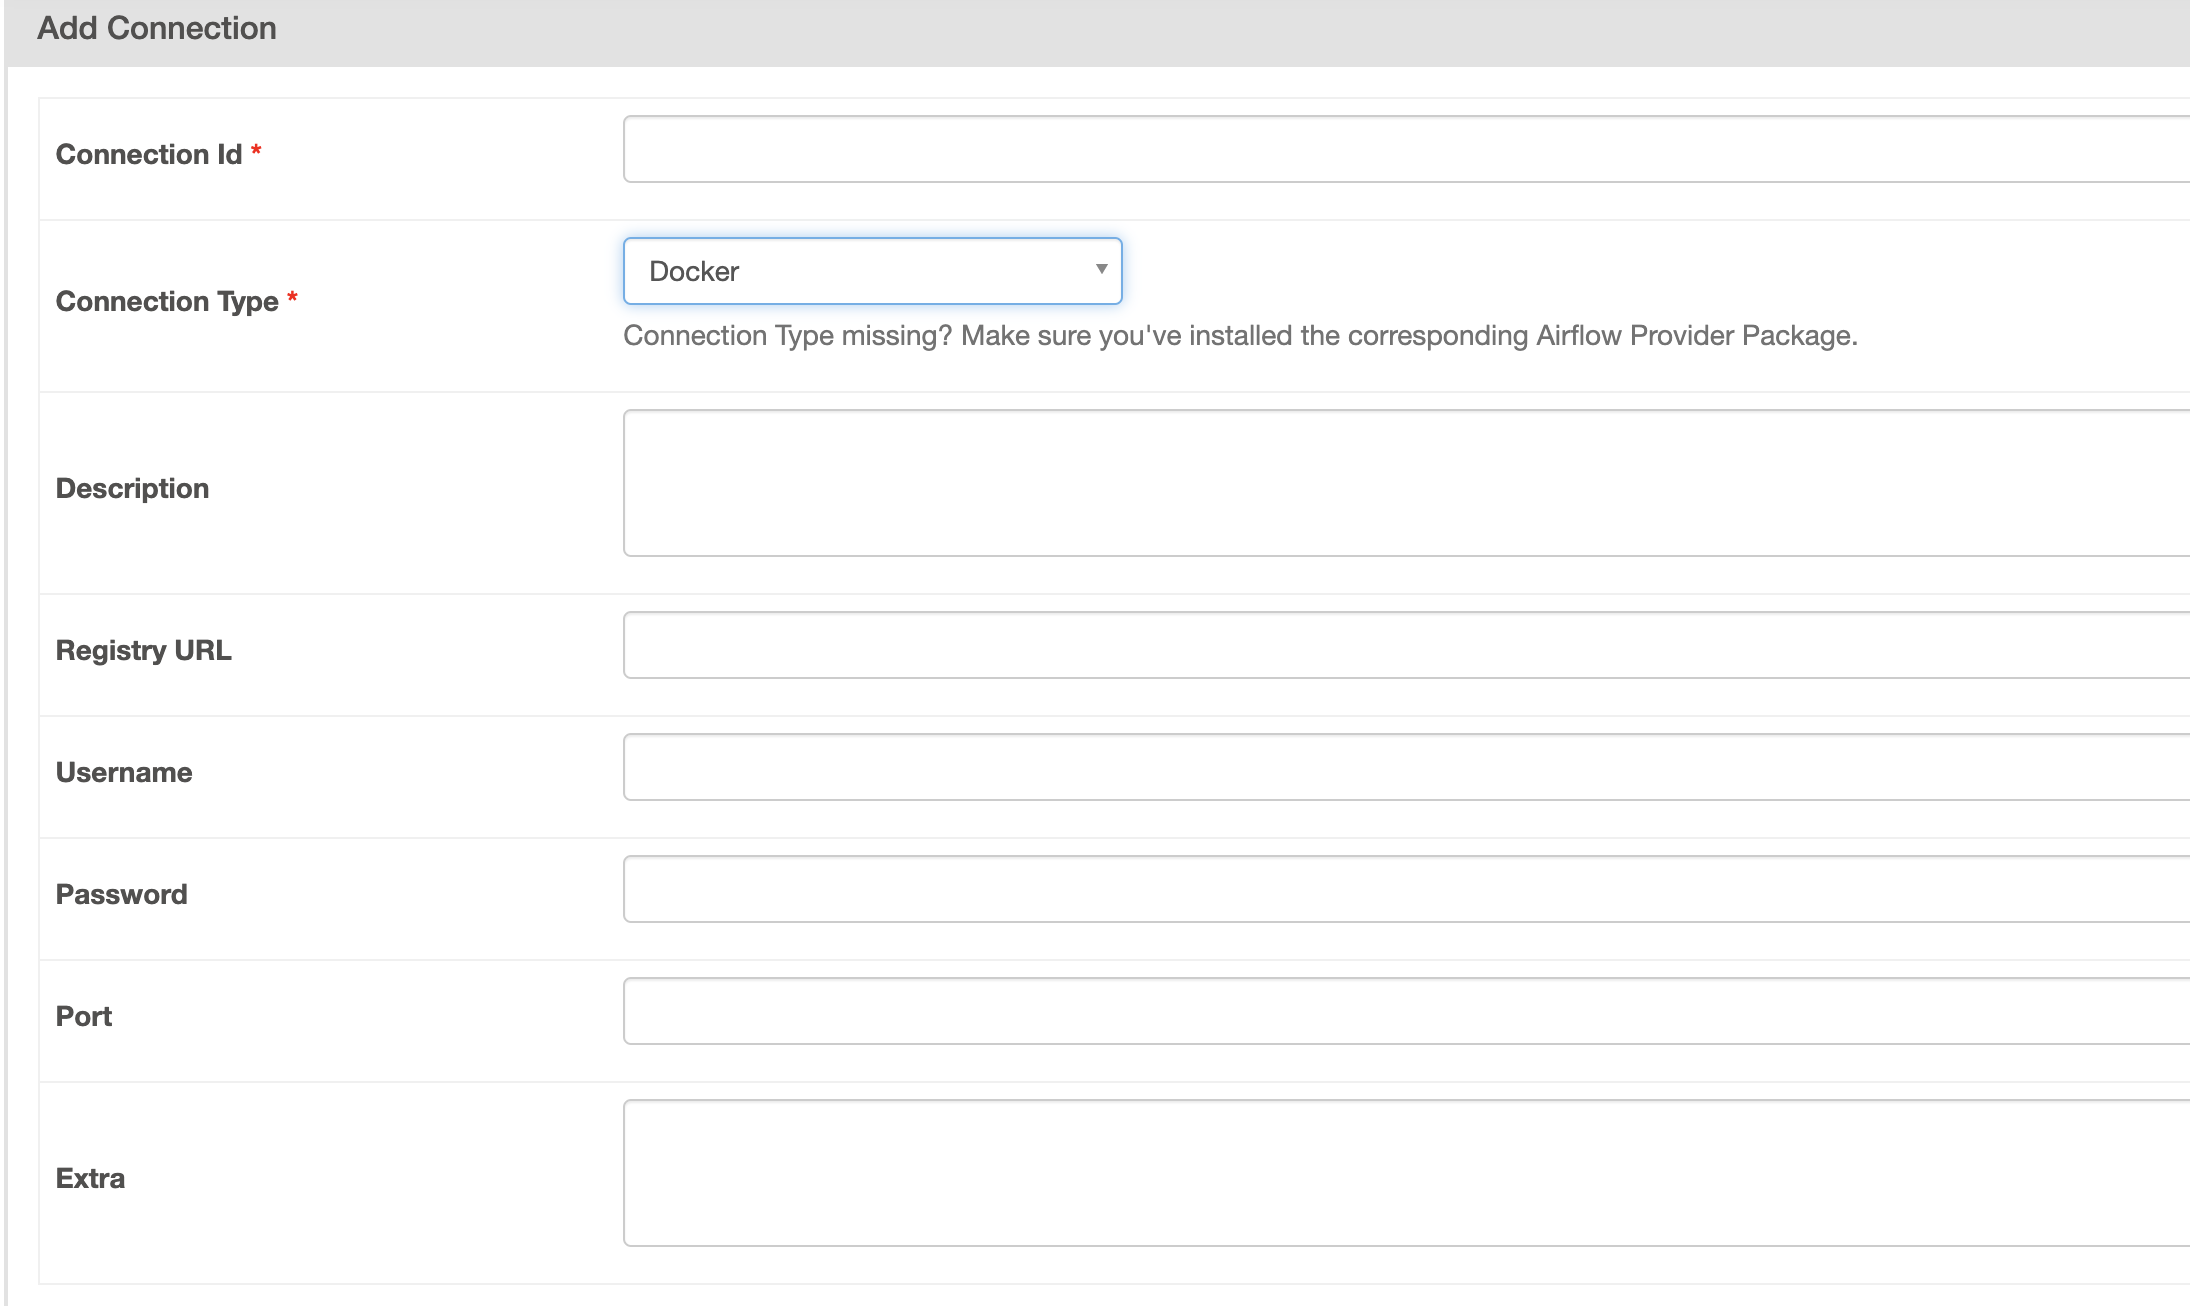 Add Connection
Connection Id *
Connection Type *
Docker
Connection Type missing? Make sure you've installed the corresponding Airflow Provider Package.
Description
Registry URL
Username
Password
Port
Extra